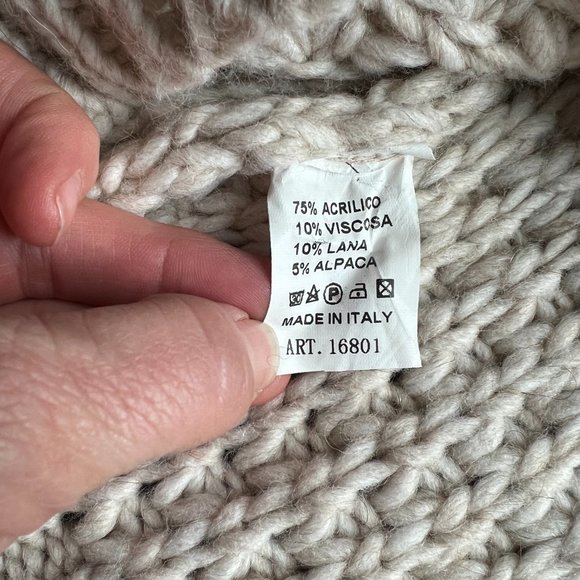 75% ACRILICO
10% VISCOSA
10% LANA
5% ALPACA
P
MADE IN ITALY
ART. 16801